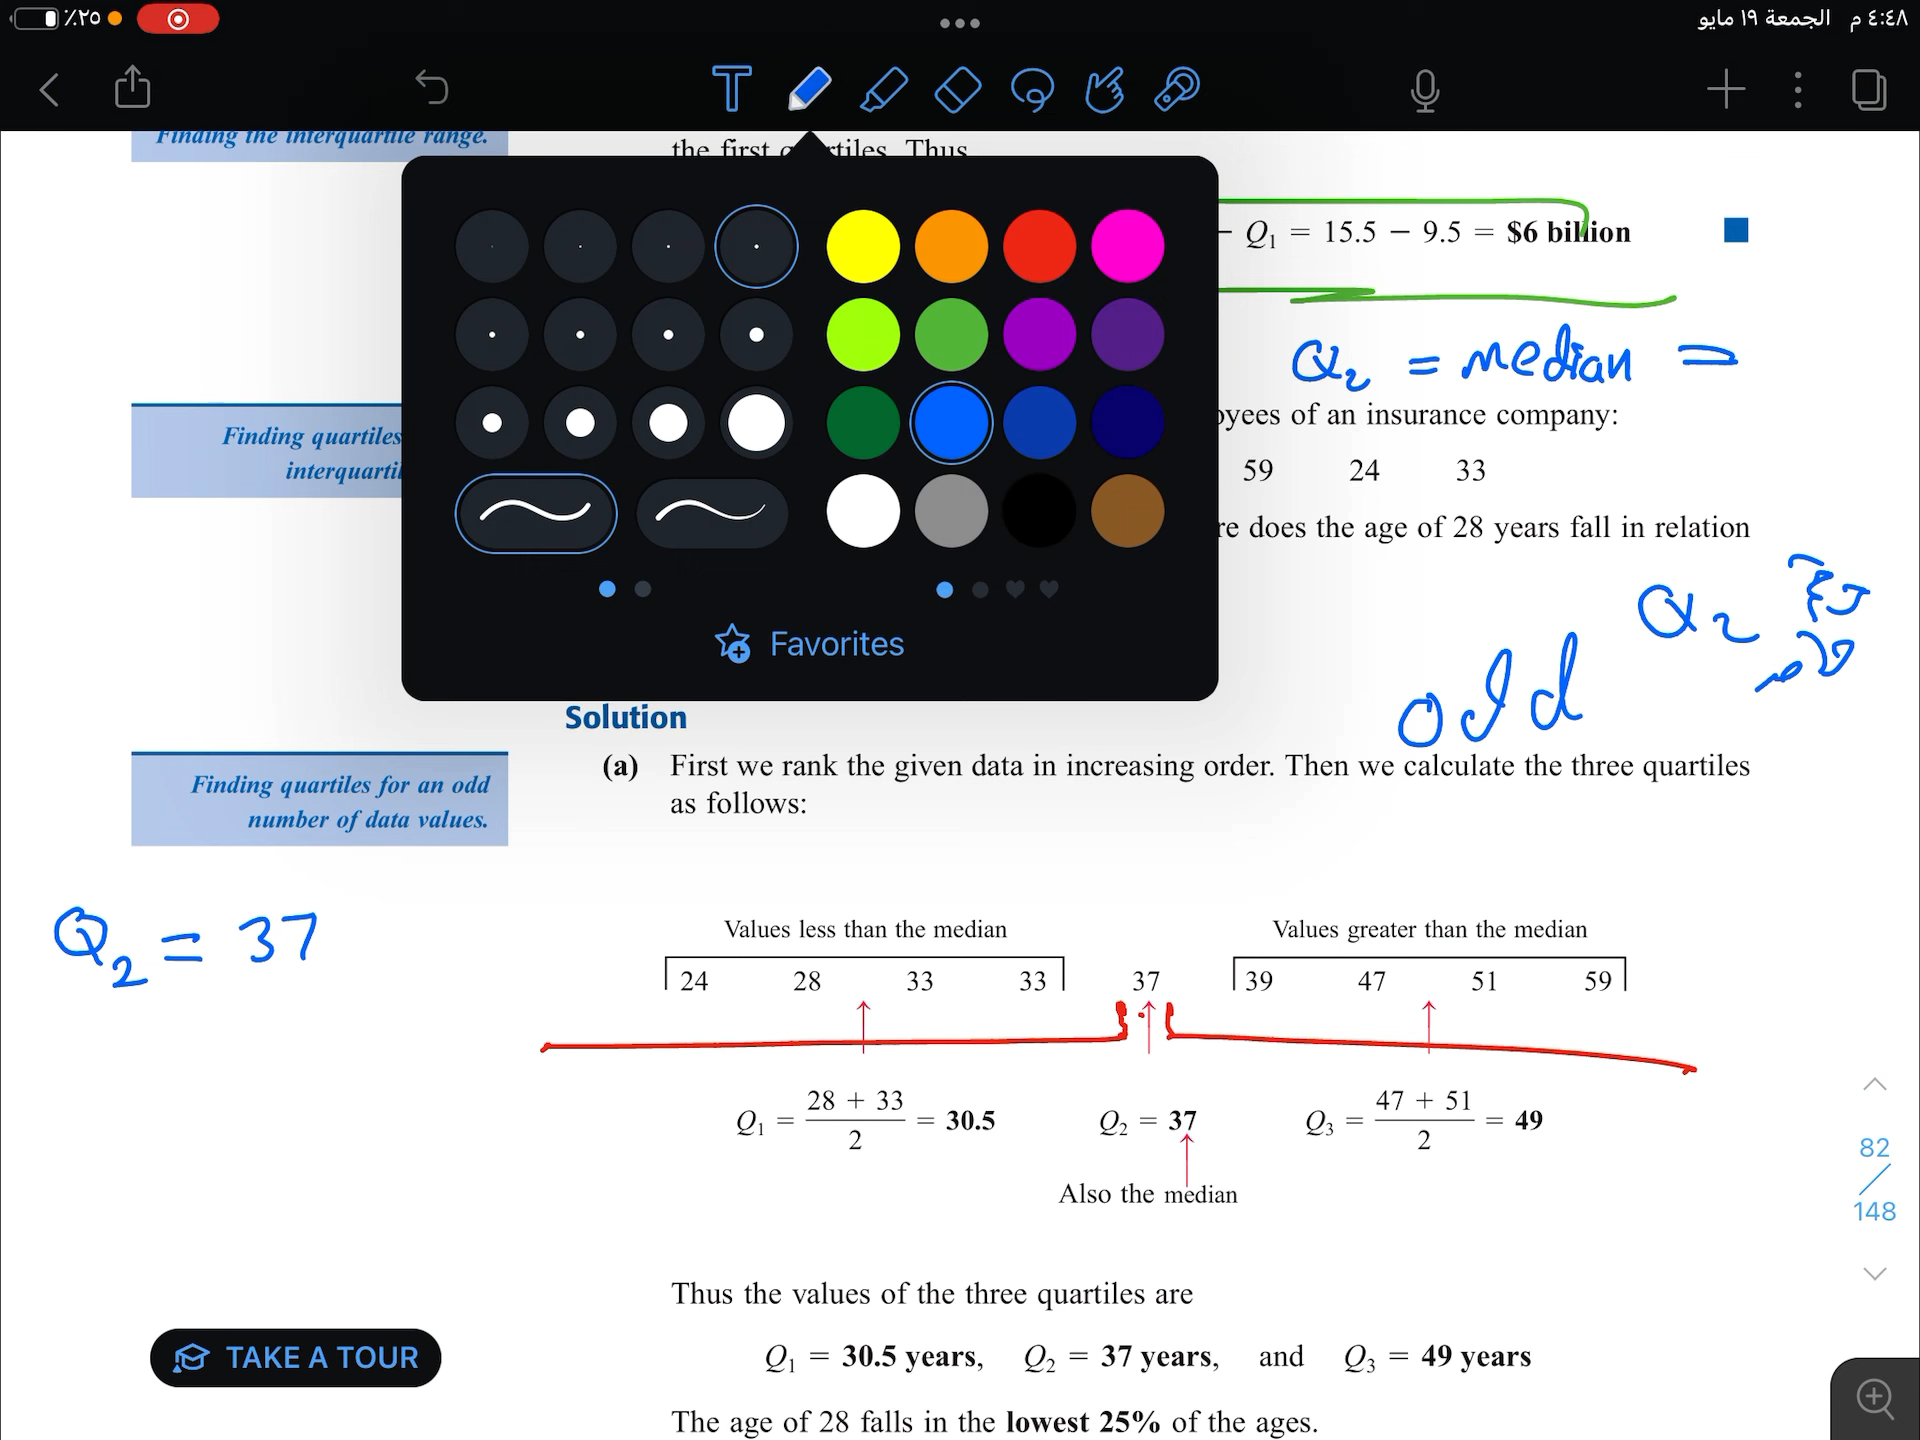 ٪٢٥
٤:٤٨ م الجمعة ١٩ مايو
Finding the interquartile range.
the first q rtiles. Thus
− Q1 = 15.5 − 9.5 = $6 billion
Q2 = median =
Finding quartiles
interquarti
oyees of an insurance company:
59 24 33
re does the age of 28 years fall in relation
Favorites
Q2
odd
Solution
(a) First we rank the given data in increasing order. Then we calculate the three quartiles
as follows:
Finding quartiles for an odd
number of data values.
Q2 = 37
Values less than the median Values greater than the median
24 28 33 33 37 39 47 51 59
Q1 = (28 + 33)/2 = 30.5 Q2 = 37 Q3 = (47 + 51)/2 = 49
Also the median
82
148
Thus the values of the three quartiles are
Q1 = 30.5 years, Q2 = 37 years, and Q3 = 49 years
TAKE A TOUR
The age of 28 falls in the lowest 25% of the ages.